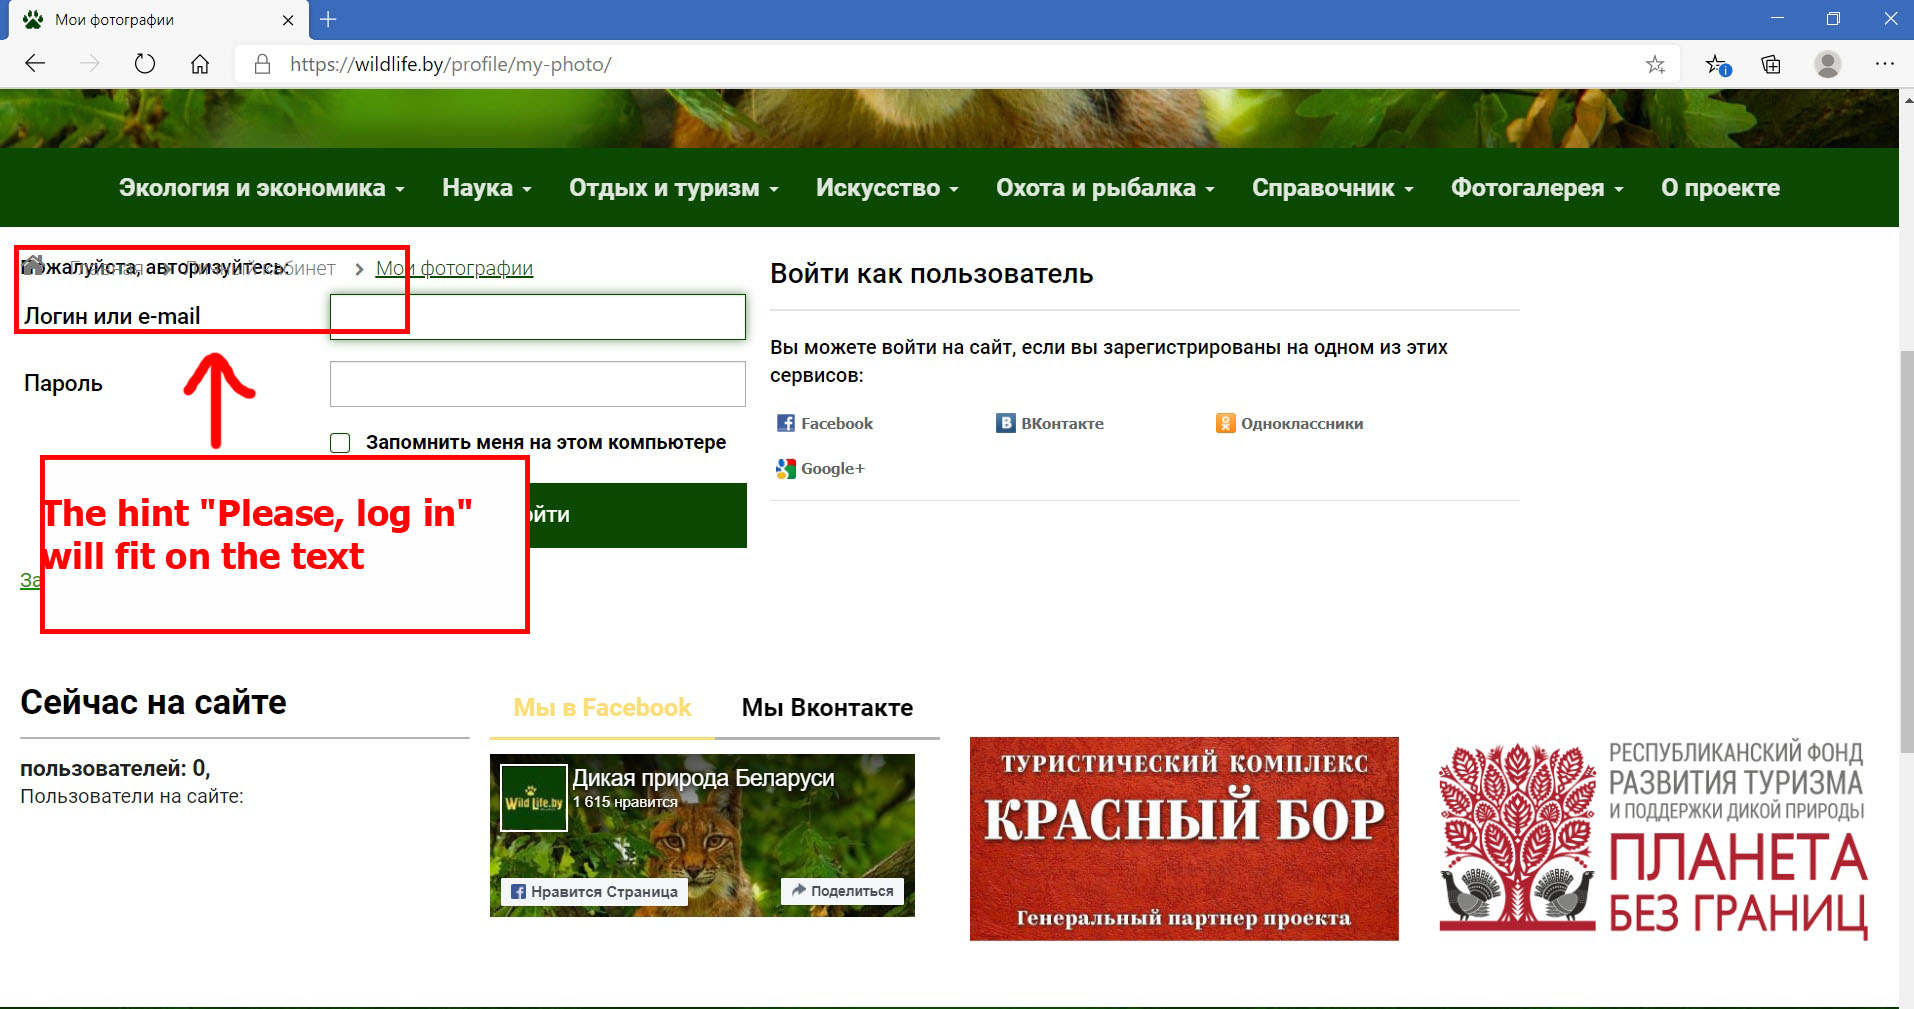 Мои фотографии
https://wildlife.by/profile/my-photo/
Экология и экономика Наука Отдых и туризм Искусство Охота и рыбалка Справочник Фотогалерея О проекте
Пожалуйста, авторизуйтесь:
Главная Личный кабинет Мои фотографии
Логин или e-mail
Пароль
Запомнить меня на этом компьютере
The hint "Please, log in"
will fit on the text
Войти как пользователь
Вы можете войти на сайт, если вы зарегистрированы на одном из этих
сервисов:
Facebook ВКонтакте Одноклассники
Google+
Сейчас на сайте
пользователей: 0,
Пользователи на сайте:
Мы в Facebook Мы Вконтакте
Wild Life.by
Дикая природа Беларуси
1 615 нравится
Нравится Страница Поделиться
ТУРИСТИЧЕСКИЙ КОМПЛЕКС
КРАСНЫЙ БОР
Генеральный партнер проекта
РЕСПУБЛИКАНСКИЙ ФОНД
РАЗВИТИЯ ТУРИЗМА
И ПОДДЕРЖКИ ДИКОЙ ПРИРОДЫ
ПЛАНЕТА
БЕЗ ГРАНИЦ